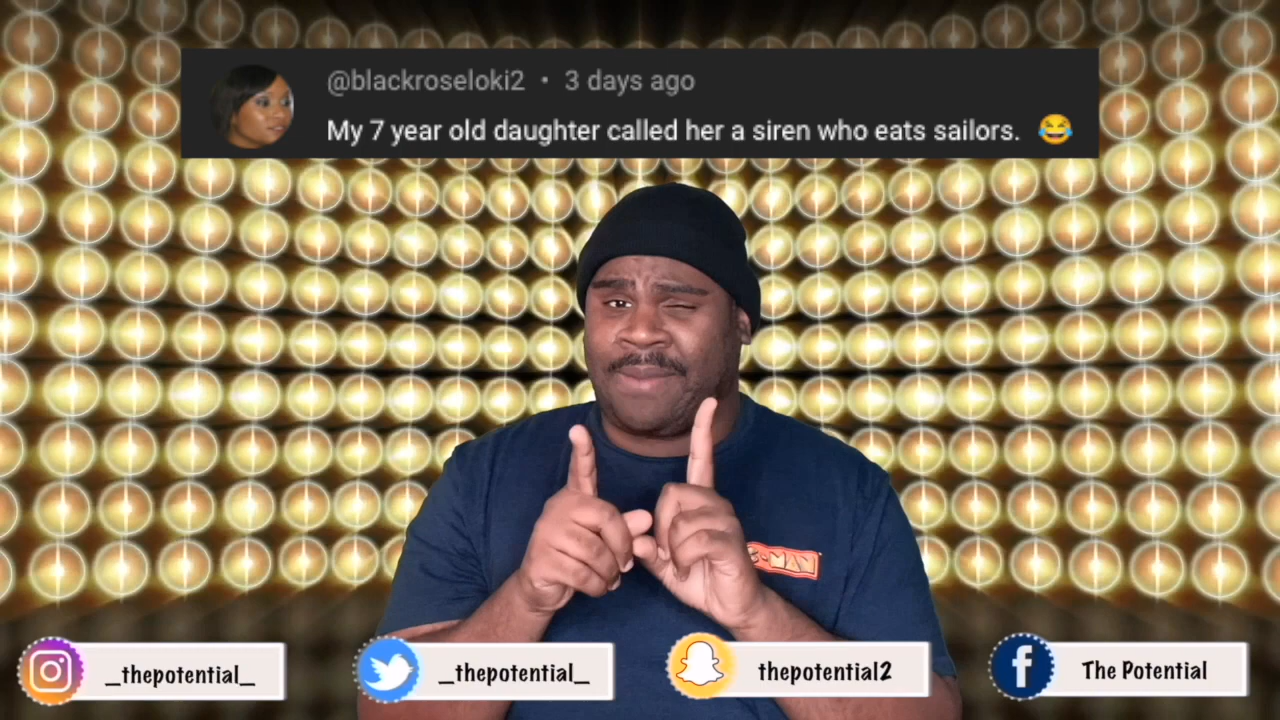 @blackroseloki2 • 3 days ago
My 7 year old daughter called her a siren who eats sailors. 😂
-MAN
_thepotential_
_thepotential_
thepotential2
The Potential